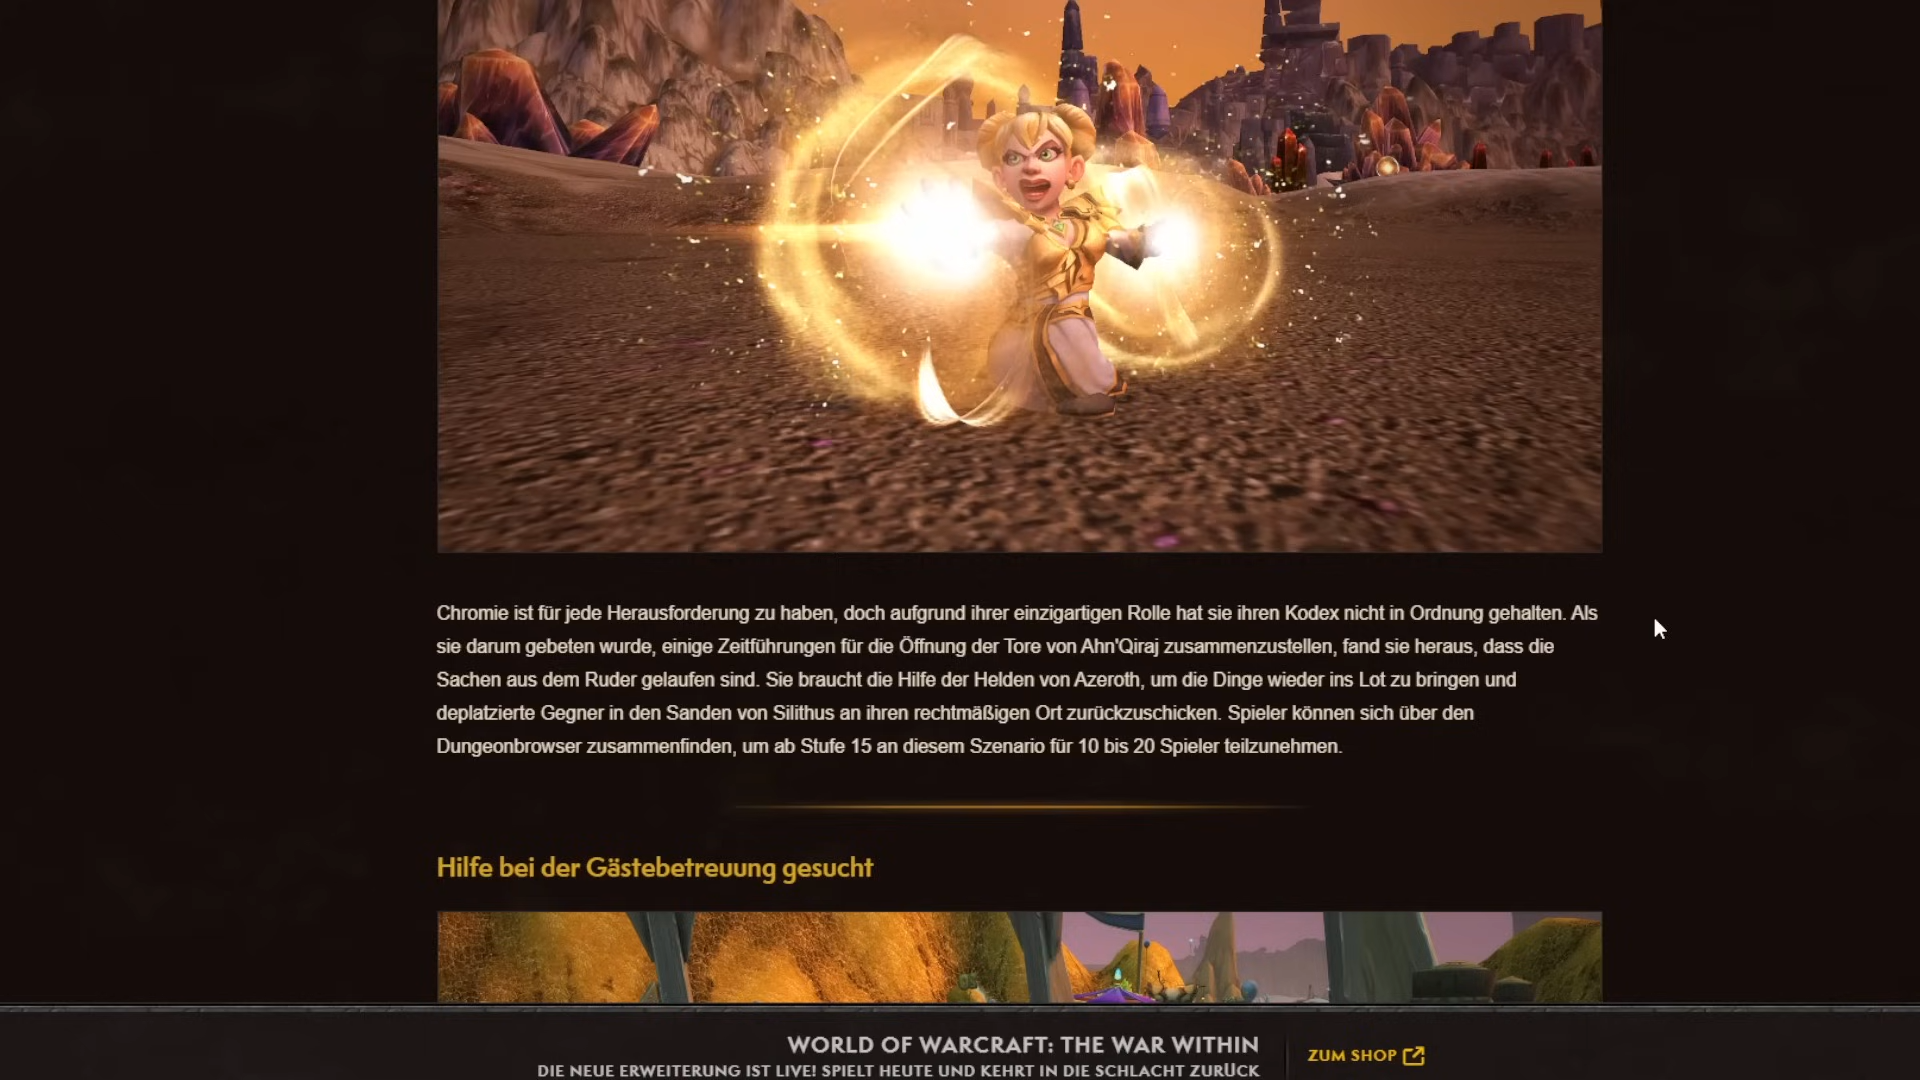 Chromie ist für jede Herausforderung zu haben, doch aufgrund ihrer einzigartigen Rolle hat sie ihren Kodex nicht in Ordnung gehalten. Als
sie darum gebeten wurde, einige Zeitführungen für die Öffnung der Tore von Ahn'Qiraj zusammenzustellen, fand sie heraus, dass die
Sachen aus dem Ruder gelaufen sind. Sie braucht die Hilfe der Helden von Azeroth, um die Dinge wieder ins Lot zu bringen und
deplatzierte Gegner in den Sanden von Silithus an ihren rechtmäßigen Ort zurückzuschicken. Spieler können sich über den
Dungeonbrowser zusammenfinden, um ab Stufe 15 an diesem Szenario für 10 bis 20 Spieler teilzunehmen.
Hilfe bei der Gästebetreuung gesucht
WORLD OF WARCRAFT: THE WAR WITHIN
DIE NEUE ERWEITERUNG IST LIVE! SPIELT HEUTE UND KEHRT IN DIE SCHLACHT ZURÜCK
ZUM SHOP